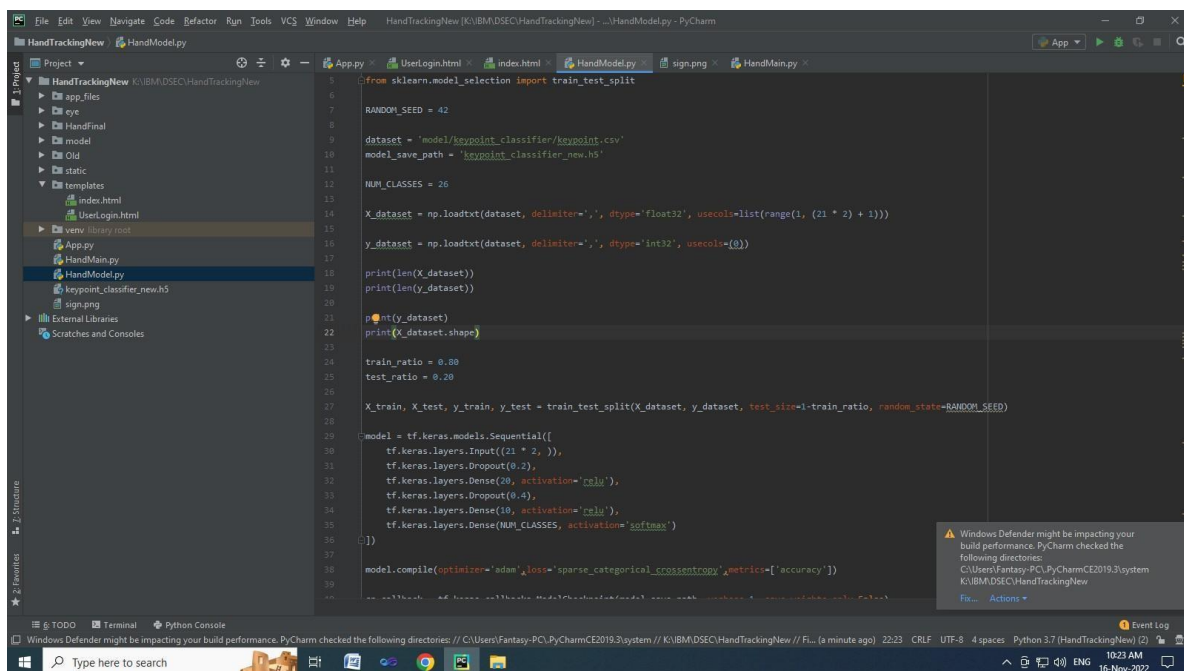 File Edit View Navigate Code Refactor Run Tools VCS Window Help HandTrackingNew [K:\IBM\DSEC\HandTrackingNew] - ...\HandModel.py - PyCharm
HandTrackingNew HandModel.py
App
Project
App.py UserLogin.html index.html HandModel.py sign.png HandMain.py
1: Project
HandTrackingNew K:\IBM\DSEC\HandTrackingNew
app_files
eye
HandFinal
model
Old
static
templates
index.html
UserLogin.html
venv library root
App.py
HandMain.py
HandModel.py
keypoint_classifier_new.h5
sign.png
External Libraries
Scratches and Consoles
5 from sklearn.model_selection import train_test_split
6
7 RANDOM_SEED = 42
8
9 dataset = 'model/keypoint_classifier/keypoint.csv'
10 model_save_path = 'keypoint_classifier_new.h5'
11
12 NUM_CLASSES = 26
13
14 X_dataset = np.loadtxt(dataset, delimiter=',', dtype='float32', usecols=list(range(1, (21 * 2) + 1)))
15
16 y_dataset = np.loadtxt(dataset, delimiter=',', dtype='int32', usecols=(0))
17
18 print(len(X_dataset))
19 print(len(y_dataset))
20
21 print(y_dataset)
22 print(X_dataset.shape)
23
24 train_ratio = 0.80
25 test_ratio = 0.20
26
27 X_train, X_test, y_train, y_test = train_test_split(X_dataset, y_dataset, test_size=1-train_ratio, random_state=RANDOM_SEED)
28
29 model = tf.keras.models.Sequential([
30 tf.keras.layers.Input((21 * 2, )),
31 tf.keras.layers.Dropout(0.2),
32 tf.keras.layers.Dense(20, activation='relu'),
33 tf.keras.layers.Dropout(0.4),
34 tf.keras.layers.Dense(10, activation='relu'),
35 tf.keras.layers.Dense(NUM_CLASSES, activation='softmax')
36 ])
37
38 model.compile(optimizer='adam',loss='sparse_categorical_crossentropy',metrics=['accuracy'])
39
Z: Structure
2: Favorites
Windows Defender might be impacting your
build performance. PyCharm checked the
following directories:
C:\Users\Fantasy-PC\.PyCharmCE2019.3\system
K:\IBM\DSEC\HandTrackingNew
Fix... Actions
6: TODO Terminal Python Console Event Log
Windows Defender might be impacting your build performance. PyCharm checked the following directories: // C:\Users\Fantasy-PC\.PyCharmCE2019.3\system // K:\IBM\DSEC\HandTrackingNew // Fi... (a minute ago) 22:23 CRLF UTF-8 4 spaces Python 3.7 (HandTrackingNew) (2)
Type here to search
ENG
10:23 AM
16-Nov-2022